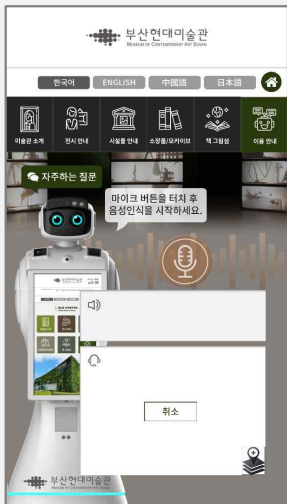 부산현대미술관
MUSEUM OF CONTEMPORARY ART BUSAN
한국어
ENGLISH
中國語
日本語
미술관 소개
전시 안내
시설물 안내
소장품/모카이브
책 그림섬
이용 안내
자주하는 질문
마이크 버튼을 터치 후
음성인식을 시작하세요.
취소
부산현대미술관